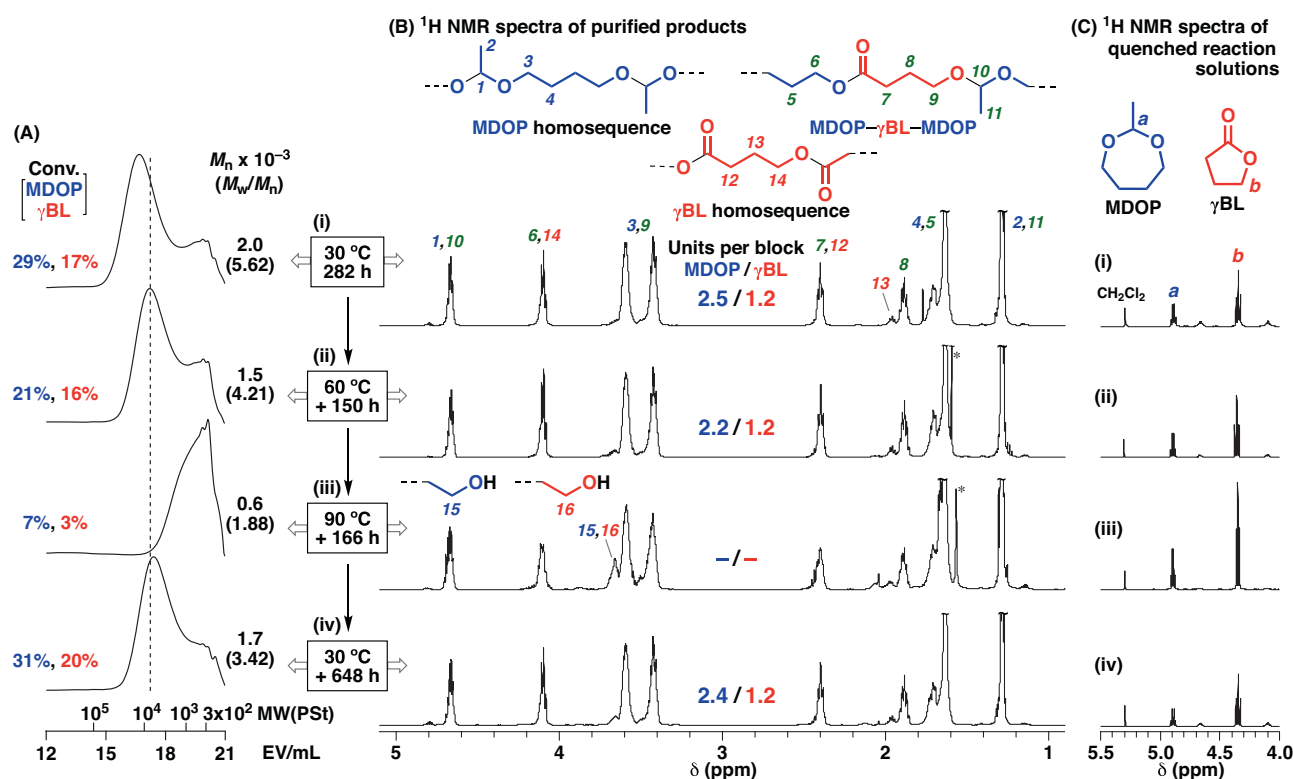 (B) ¹H NMR spectra of purified products
(C) ¹H NMR spectra of
quenched reaction
solutions
2
O
1
O
3
4
O
O
MDOP homosequence
6
5
O
O
8
7
9
O
10
O
11
MDOP–γBL–MDOP
O
O
13
12
O
14
O
γBL homosequence
a
O
O
MDOP
O
O
b
γBL
(A)
Conv.
MDOP
γBL
Mn x 10⁻³
(Mw/Mn)
29%, 17%
2.0
(5.62)
(i)
30 °C
282 h
1,10
6,14
3,9
Units per block
MDOP / γBL
2.5 / 1.2
7,12
13
8
4,5
2,11
(i)
CH₂Cl₂
a
b
21%, 16%
1.5
(4.21)
(ii)
60 °C
+ 150 h
2.2 / 1.2
*
(ii)
7%, 3%
0.6
(1.88)
(iii)
90 °C
+ 166 h
OH
15
OH
16
15,16
– / –
*
(iii)
31%, 20%
1.7
(3.42)
(iv)
30 °C
+ 648 h
2.4 / 1.2
(iv)
10⁵ 10⁴ 10³ 3x10² MW(PSt)
12 15 18 21 EV/mL
5 4 3 2 1
δ (ppm)
5.5 5.0 4.5 4.0
δ (ppm)